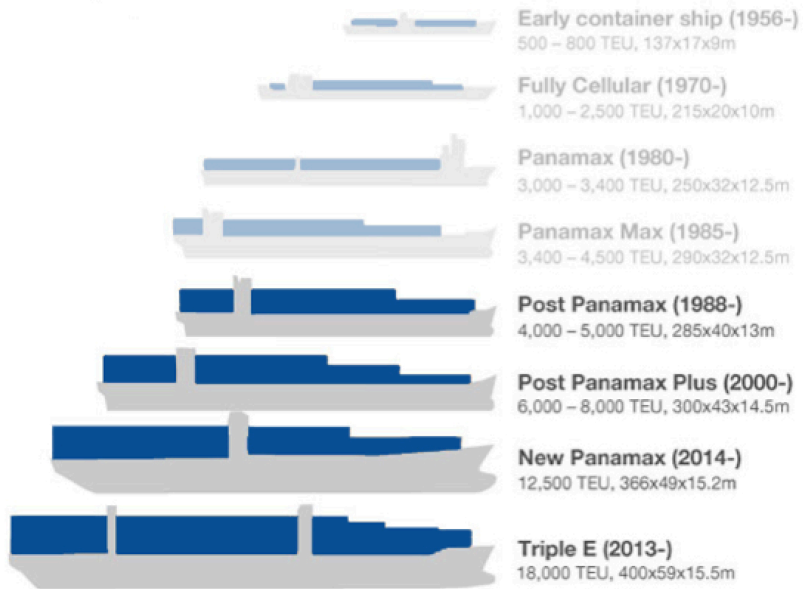 Early container ship (1956-)
500 – 800 TEU, 137x17x9m
Fully Cellular (1970-)
1,000 – 2,500 TEU, 215x20x10m
Panamax (1980-)
3,000 – 3,400 TEU, 250x32x12.5m
Panamax Max (1985-)
3,400 – 4,500 TEU, 290x32x12.5m
Post Panamax (1988-)
4,000 – 5,000 TEU, 285x40x13m
Post Panamax Plus (2000-)
6,000 – 8,000 TEU, 300x43x14.5m
New Panamax (2014-)
12,500 TEU, 366x49x15.2m
Triple E (2013-)
18,000 TEU, 400x59x15.5m